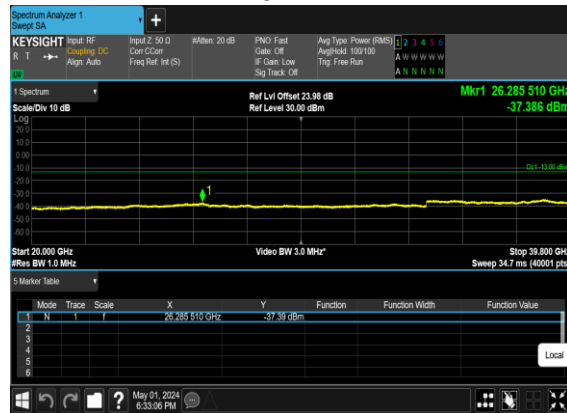 Spectrum Analyzer 1
Swept SA
+
KEYSIGHT Input: RF Input Z: 50 Ω #Atten: 20 dB PNO: Fast Avg Type: Power (RMS) 1 2 3 4 5 6
R T Coupling: DC Corr CCorr Gate: Off Avg|Hold: 100/100 A W W W W W
Align: Auto Freq Ref: Int (S) IF Gain: Low Trig: Free Run
Sig Track: Off A N N N N N
1 Spectrum
Ref Lvl Offset 23.98 dB Mkr1 26.285 510 GHz
Scale/Div 10 dB Ref Level 30.00 dBm -37.386 dBm
Log
20.0
10.0
0.00
-10.0
DL1 -13.00 dBm
-20.0
1
-30.0
-40.0
-50.0
-60.0
Start 20.000 GHz Video BW 3.0 MHz* Stop 39.800 GHz
#Res BW 1.0 MHz Sweep 34.7 ms (40001 pts)
5 Marker Table
Mode Trace Scale X Y Function Function Width Function Value
1 N 1 f 26.285 510 GHz -37.39 dBm
2
3
4
5
6
Local
?
May 01, 2024
6:33:06 PM